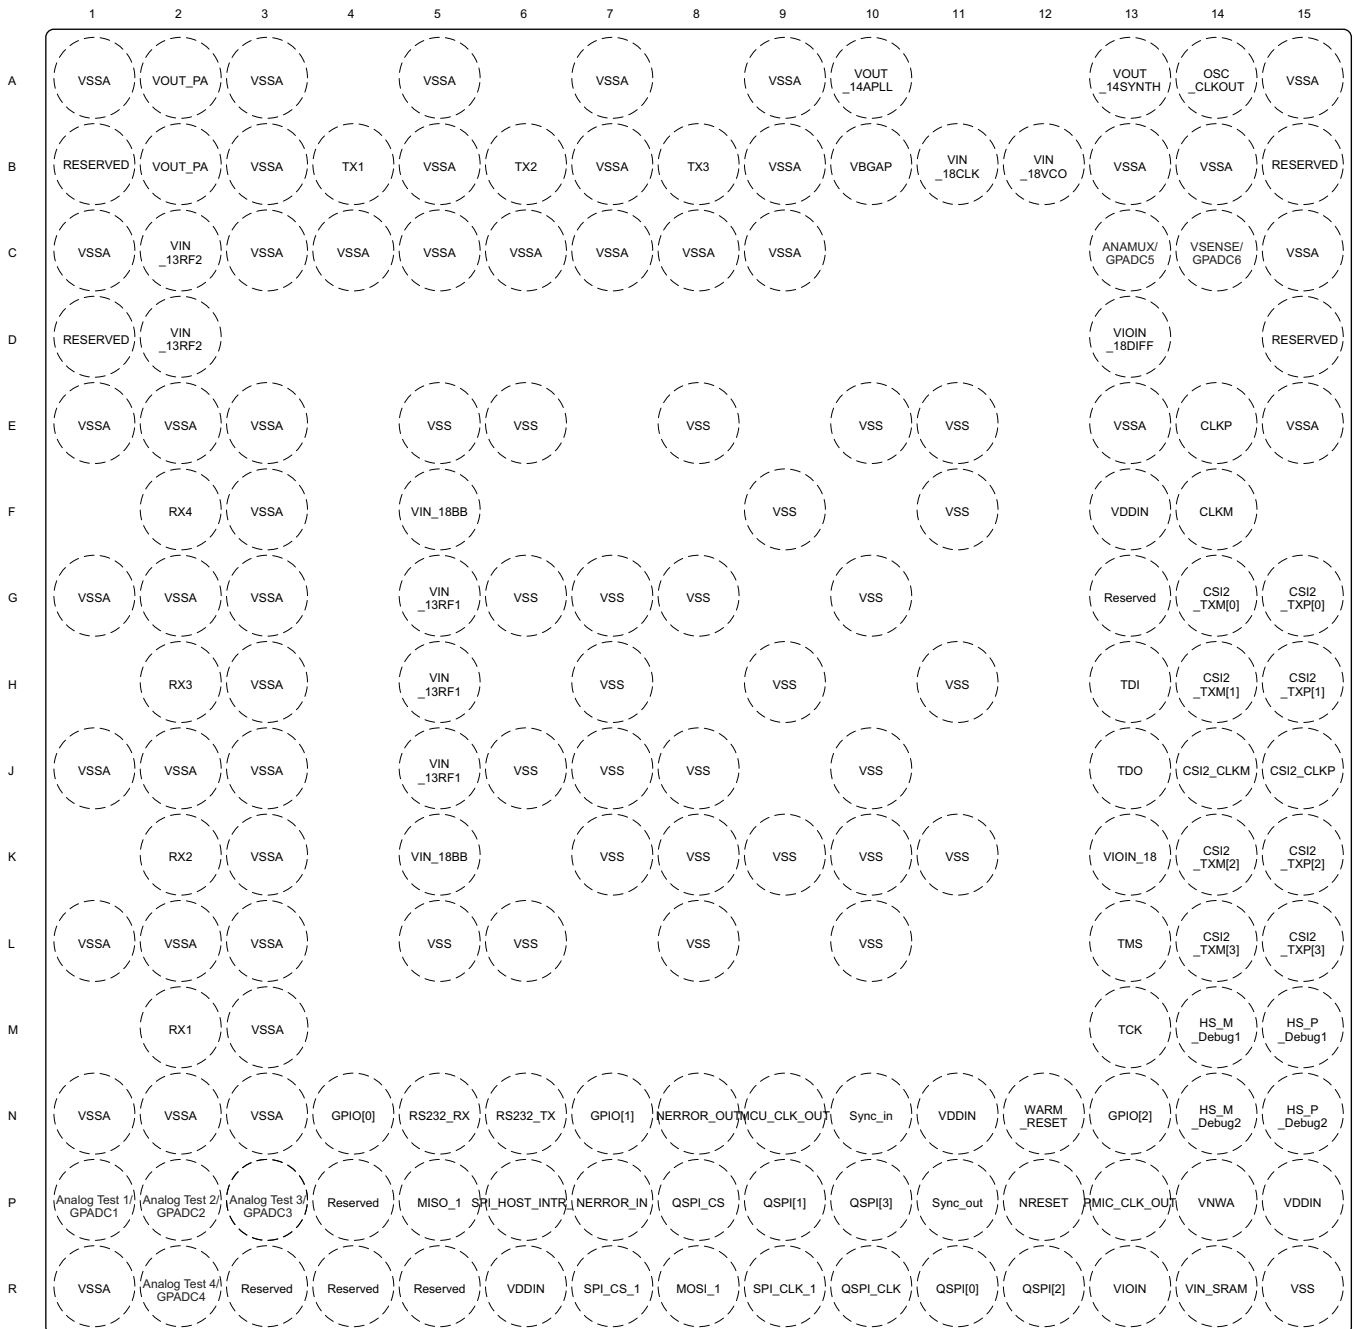 1 2 3 4 5 6 7 8 9 10 11 12 13 14 15
A VSSA VOUT_PA VSSA VSSA VSSA VSSA VOUT VOUT OSC VSSA
_14APLL _14SYNTH _CLKOUT
B RESERVED VOUT_PA VSSA TX1 VSSA TX2 VSSA TX3 VSSA VBGAP VIN VIN VSSA VSSA RESERVED
_18CLK _18VCO
C VSSA VIN VSSA VSSA VSSA VSSA VSSA VSSA VSSA ANAMUX/ VSENSE/ VSSA
_13RF2 GPADC5 GPADC6
D RESERVED VIN VIOIN RESERVED
_13RF2 _18DIFF
E VSSA VSSA VSSA VSS VSS VSS VSS VSS VSSA CLKP VSSA
F RX4 VSSA VIN_18BB VSS VSS VDDIN CLKM
G VSSA VSSA VSSA VIN VSS VSS VSS VSS Reserved CSI2 CSI2
_13RF1 _TXM[0] _TXP[0]
H RX3 VSSA VIN VSS VSS VSS TDI CSI2 CSI2
_13RF1 _TXM[1] _TXP[1]
J VSSA VSSA VSSA VIN VSS VSS VSS VSS TDO CSI2_CLKM CSI2_CLKP
_13RF1
K RX2 VSSA VIN_18BB VSS VSS VSS VSS VSS VIOIN_18 CSI2 CSI2
_TXM[2] _TXP[2]
L VSSA VSSA VSSA VSS VSS VSS VSS TMS CSI2 CSI2
_TXM[3] _TXP[3]
M RX1 VSSA TCK HS_M HS_P
_Debug1 _Debug1
N VSSA VSSA VSSA GPIO[0] RS232_RX RS232_TX GPIO[1] NERROR_OUT MCU_CLK_OUT Sync_in VDDIN WARM GPIO[2] HS_M HS_P
_RESET _Debug2 _Debug2
P Analog Test 1/ Analog Test 2/ Analog Test 3/ Reserved MISO_1 SPI_HOST_INTR_ NERROR_IN QSPI_CS QSPI[1] QSPI[3] Sync_out NRESET PMIC_CLK_OUT VNWA VDDIN
GPADC1 GPADC2 GPADC3
R VSSA Analog Test 4/ Reserved Reserved Reserved VDDIN SPI_CS_1 MOSI_1 SPI_CLK_1 QSPI_CLK QSPI[0] QSPI[2] VIOIN VIN_SRAM VSS
GPADC4